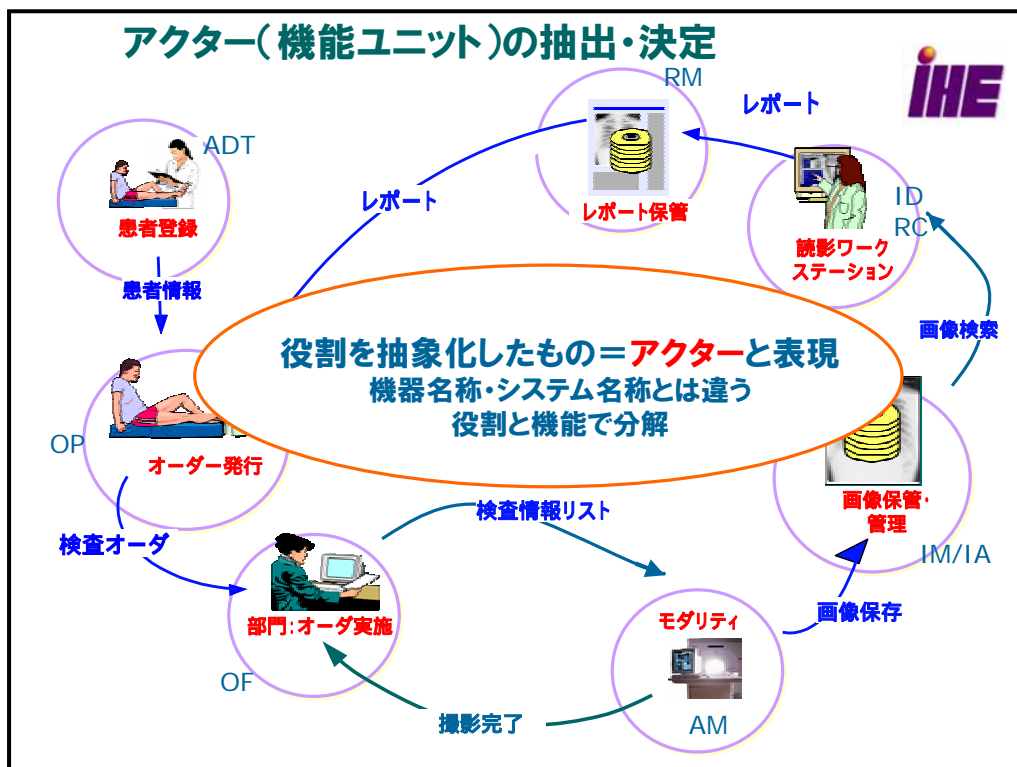 アクター(機能ユニット)の抽出・決定
IHE
RM
レポート
ADT
レポート
レポート保管
ID
RC
患者登録
読影ワーク
ステーション
患者情報
画像検索
役割を抽象化したもの=アクターと表現
機器名称・システム名称とは違う
役割と機能で分解
OP
オーダー発行
画像保管・
管理
検査情報リスト
検査オーダ
IM/IA
画像保存
部門:オーダ実施
モダリティ
OF
撮影完了
AM